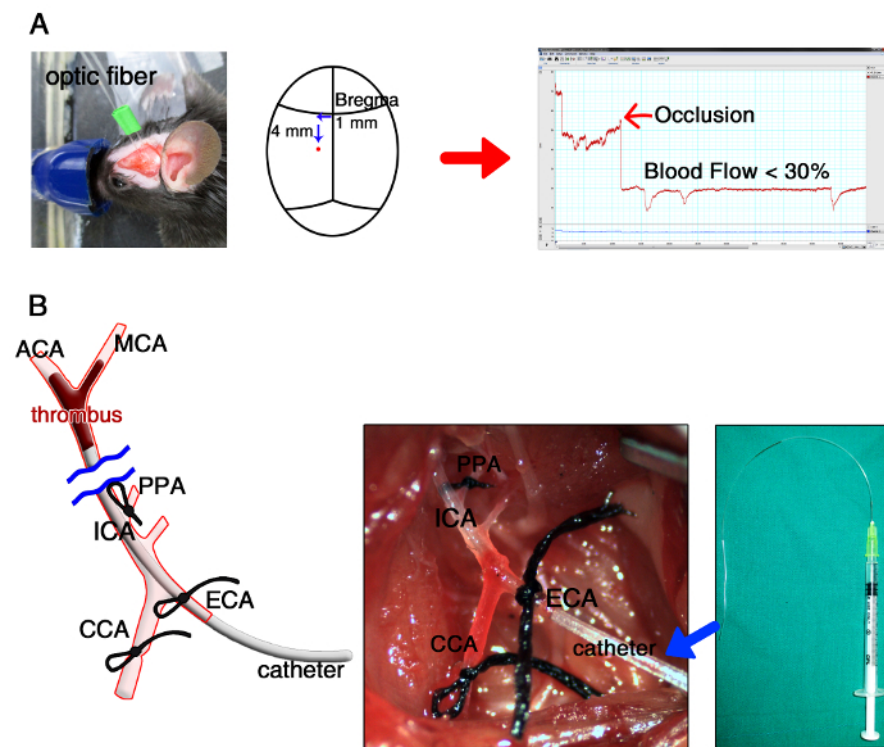 A
optic fiber
Bregma
4 mm
1 mm
Occlusion
Blood Flow < 30%
B
ACA
MCA
thrombus
PPA
ICA
ECA
CCA
catheter
PPA
ICA
ECA
CCA
catheter